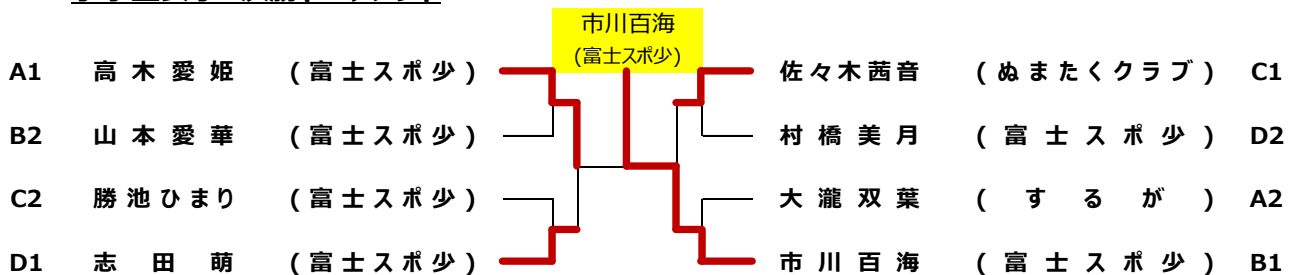 市川百海
(富士スポ少)
A1 高木愛姫 (富士スポ少) 佐々木茜音 (ぬまたくクラブ) C1
B2 山本愛華 (富士スポ少) 村橋美月 (富士スポ少) D2
C2 勝池ひまり (富士スポ少) 大瀧双葉 (するが) A2
D1 志田萌 (富士スポ少) 市川百海 (富士スポ少) B1